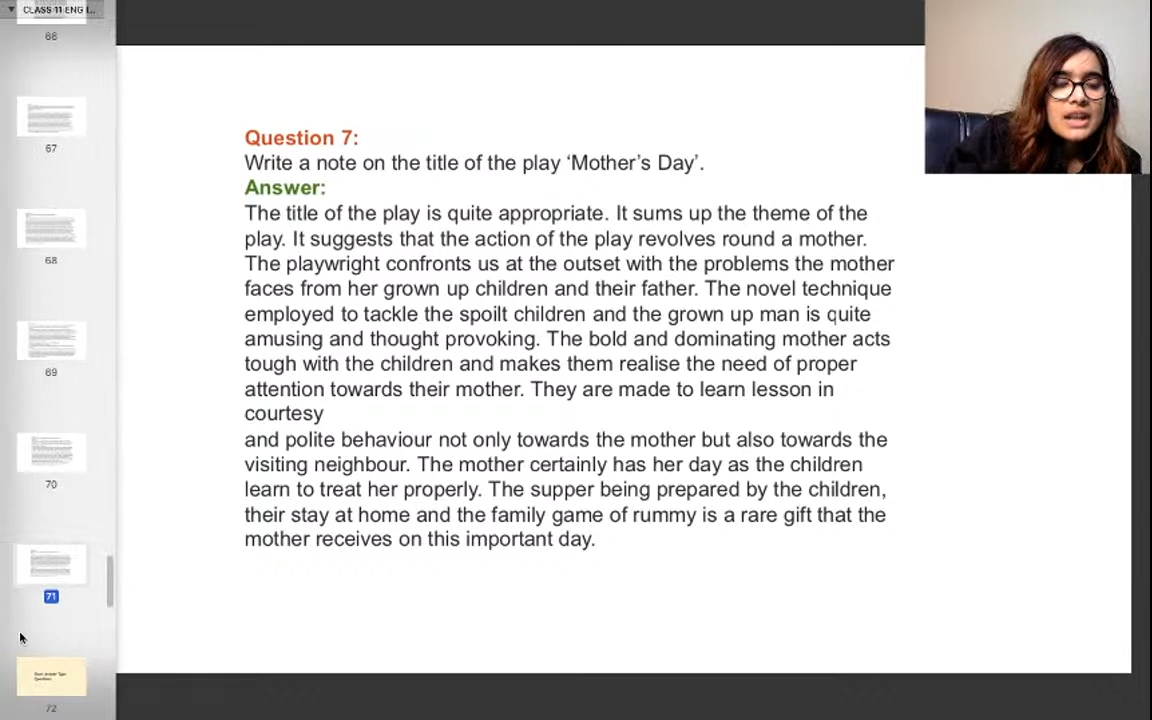 CLASS 11 ENG I...
66
67
68
69
70
71
72
Question 7:
Write a note on the title of the play ‘Mother’s Day’.
Answer:
The title of the play is quite appropriate. It sums up the theme of the
play. It suggests that the action of the play revolves round a mother.
The playwright confronts us at the outset with the problems the mother
faces from her grown up children and their father. The novel technique
employed to tackle the spoilt children and the grown up man is quite
amusing and thought provoking. The bold and dominating mother acts
tough with the children and makes them realise the need of proper
attention towards their mother. They are made to learn lesson in
courtesy
and polite behaviour not only towards the mother but also towards the
visiting neighbour. The mother certainly has her day as the children
learn to treat her properly. The supper being prepared by the children,
their stay at home and the family game of rummy is a rare gift that the
mother receives on this important day.